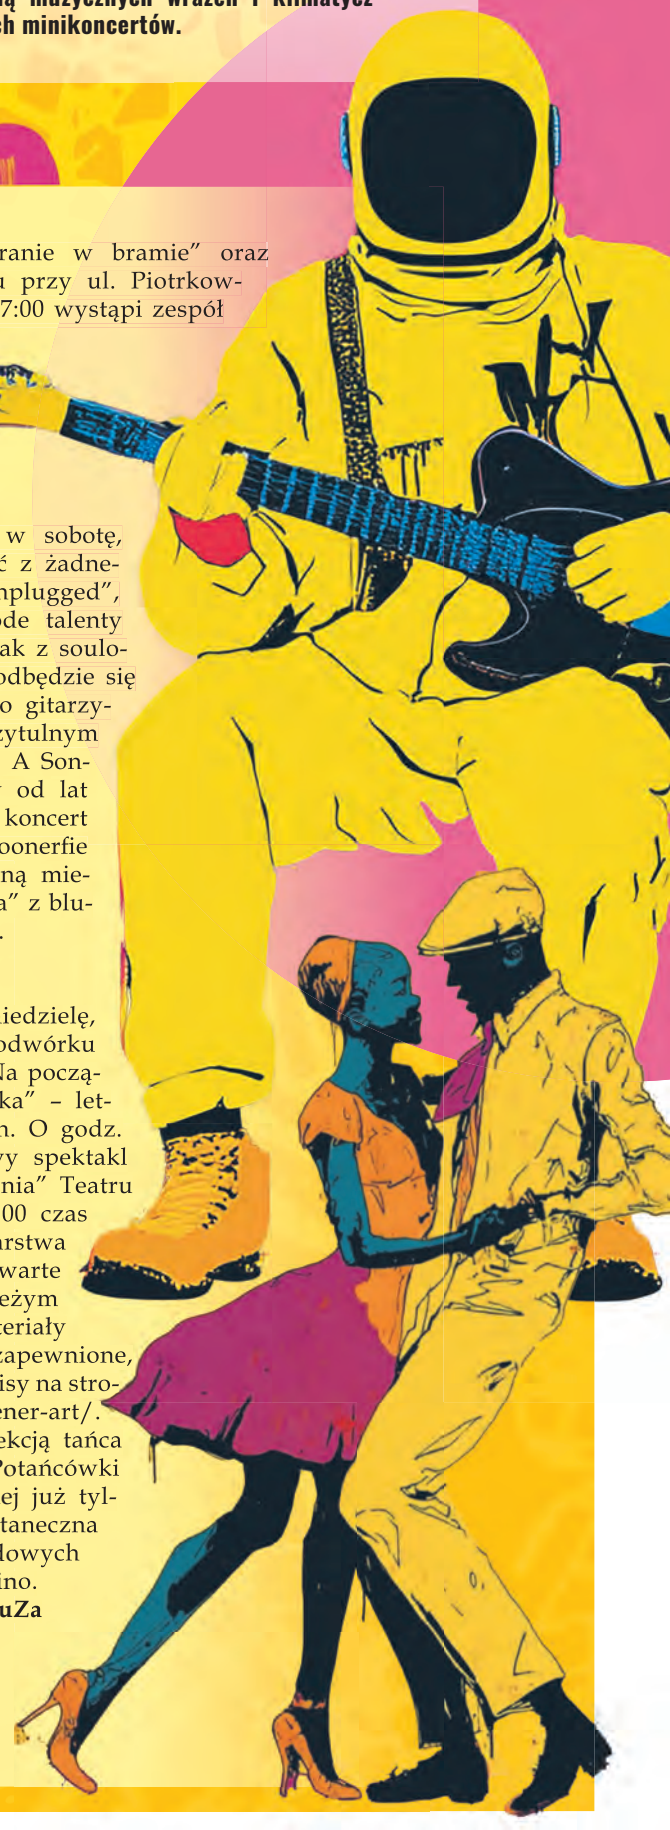 muzycznych wrażeń i klimatycz
ch minikoncertów.
ranie w bramie” oraz
u przy ul. Piotrkow-
7:00 wystąpi zespół
w sobotę,
ć z żadne-
nplugged”,
ode talenty
ak z soulo-
odbędzie się
o gitarzy-
zytulnym
A Son-
od lat
koncert
oonerfie
ną mie-
a” z blu-
.
iedzielę,
odwórku
Na począ-
ka” – let-
h. O godz.
wy spektakl
nia” Teatru
00 czas
arstwa
warte
eżym
teriały
zapewnione,
isy na stro-
ener-art/.
ekcją tańca
Potańcówki
ej już tyl-
taneczna
dowych
ino.
uZa